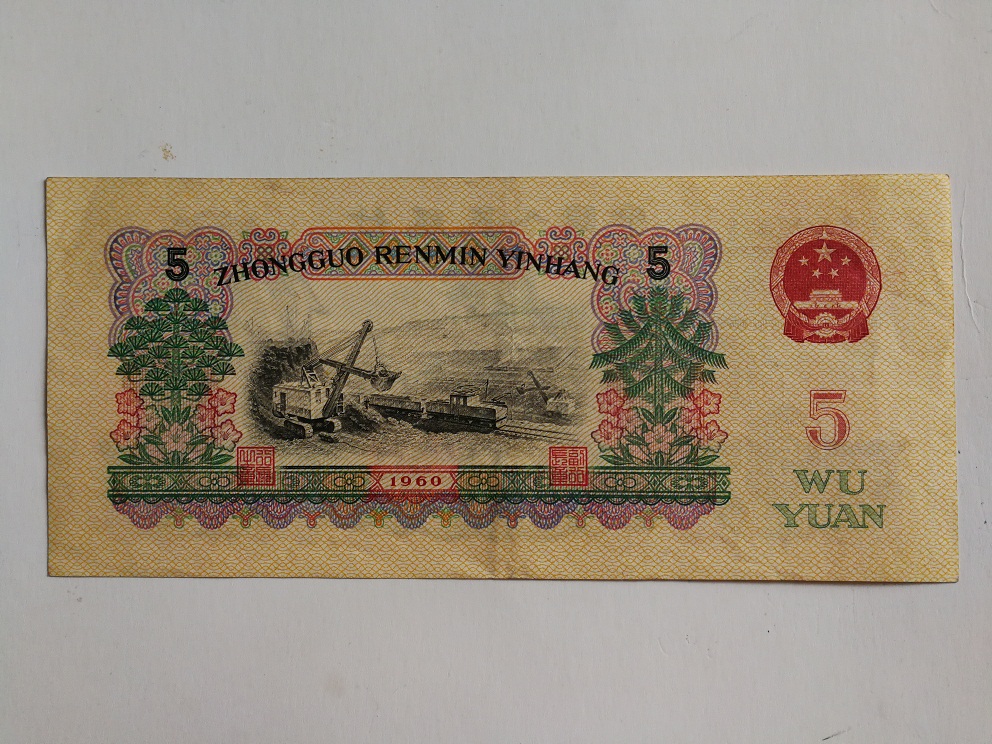 5 ZHONGGUO RENMIN YINHANG 5
5
WU
YUAN
1960